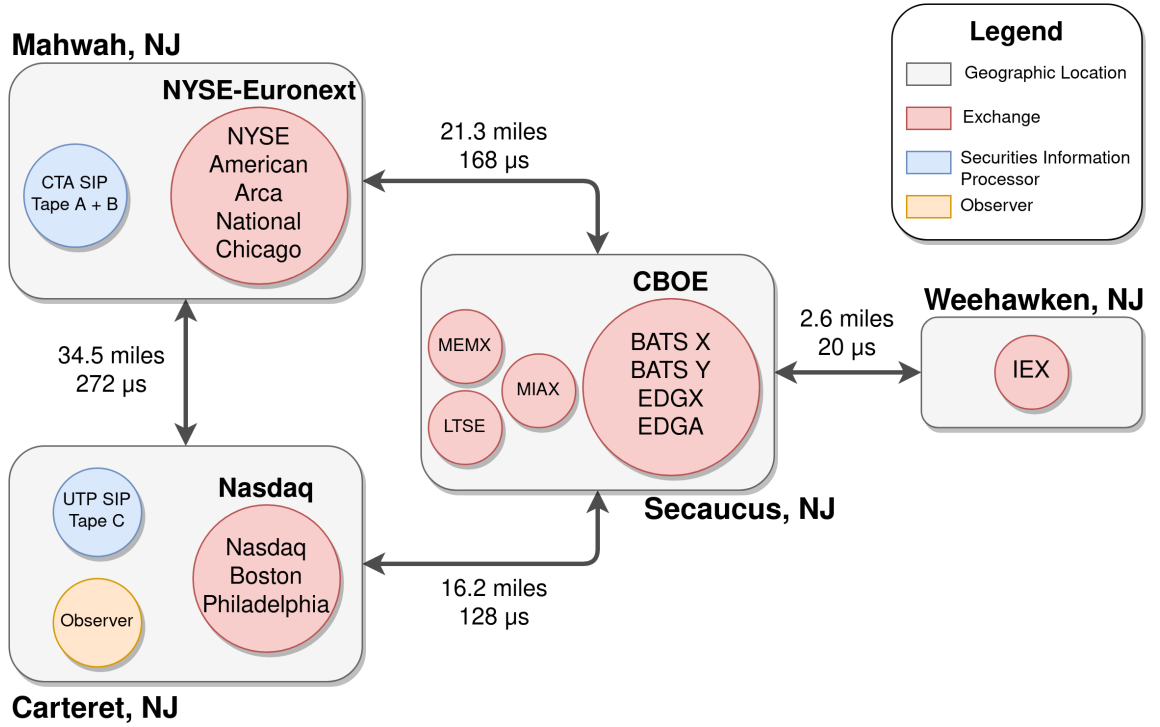 Mahwah, NJ
NYSE-Euronext
NYSE
American
Arca
National
Chicago
CTA SIP
Tape A + B
21.3 miles
168 µs
Legend
Geographic Location
Exchange
Securities Information
Processor
Observer
34.5 miles
272 µs
CBOE
BATS X
BATS Y
EDGX
EDGA
MEMX
MIAX
LTSE
Secaucus, NJ
2.6 miles
20 µs
Weehawken, NJ
IEX
Nasdaq
Nasdaq
Boston
Philadelphia
UTP SIP
Tape C
Observer
16.2 miles
128 µs
Carteret, NJ